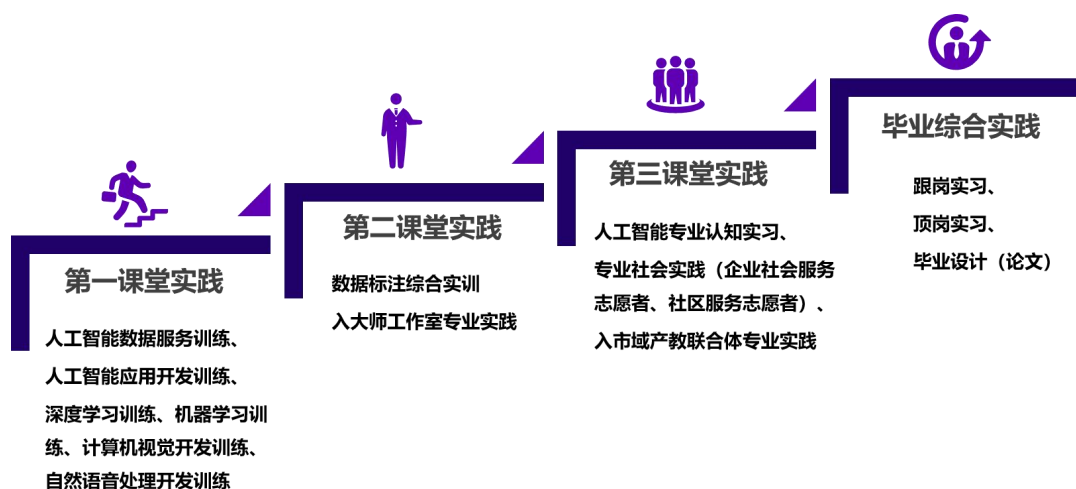 第一课堂实践
人工智能数据服务训练、
人工智能应用开发训练、
深度学习训练、机器学习训
练、计算机视觉开发训练、
自然语音处理开发训练
第二课堂实践
数据标注综合实训
入大师工作室专业实践
第三课堂实践
人工智能专业认知实习、
专业社会实践（企业社会服务
志愿者、社区服务志愿者）、
入市域产教联合体专业实践
毕业综合实践
跟岗实习、
顶岗实习、
毕业设计（论文）